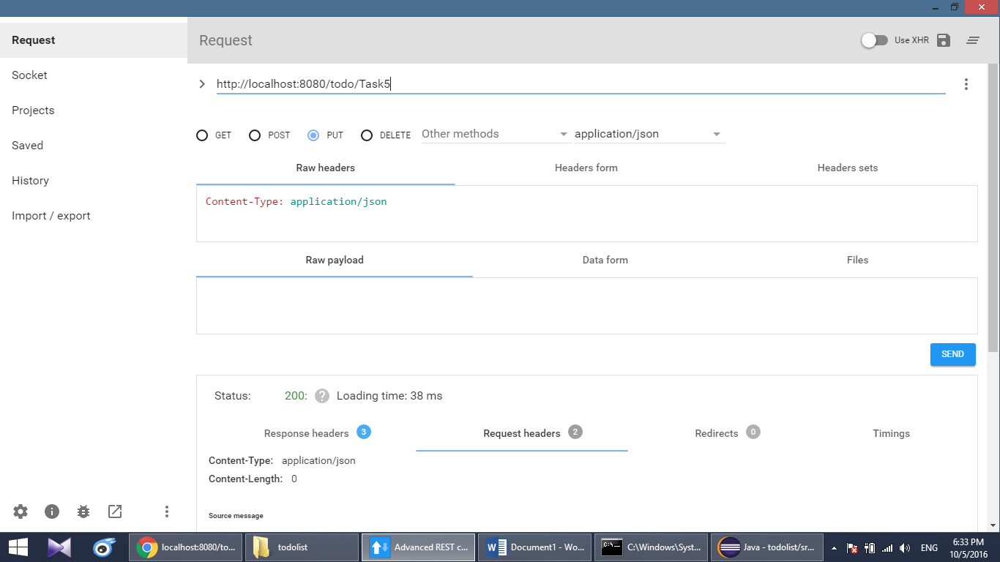 Request
Socket
Projects
Saved
History
Import / export
Request
Use XHR
http://localhost:8080/todo/Task5
GET POST PUT DELETE Other methods application/json
Raw headers Headers form Headers sets
Content-Type: application/json
Raw payload Data form Files
SEND
Status: 200: ? Loading time: 38 ms
Response headers 3 Request headers 2 Redirects 0 Timings
Content-Type: application/json
Content-Length: 0
Source message
localhost:8080/to... todolist Advanced REST c... Document1 - Wo... C:\Windows\Syst... Java - todolist/sr... ENG 6:33 PM
10/5/2016